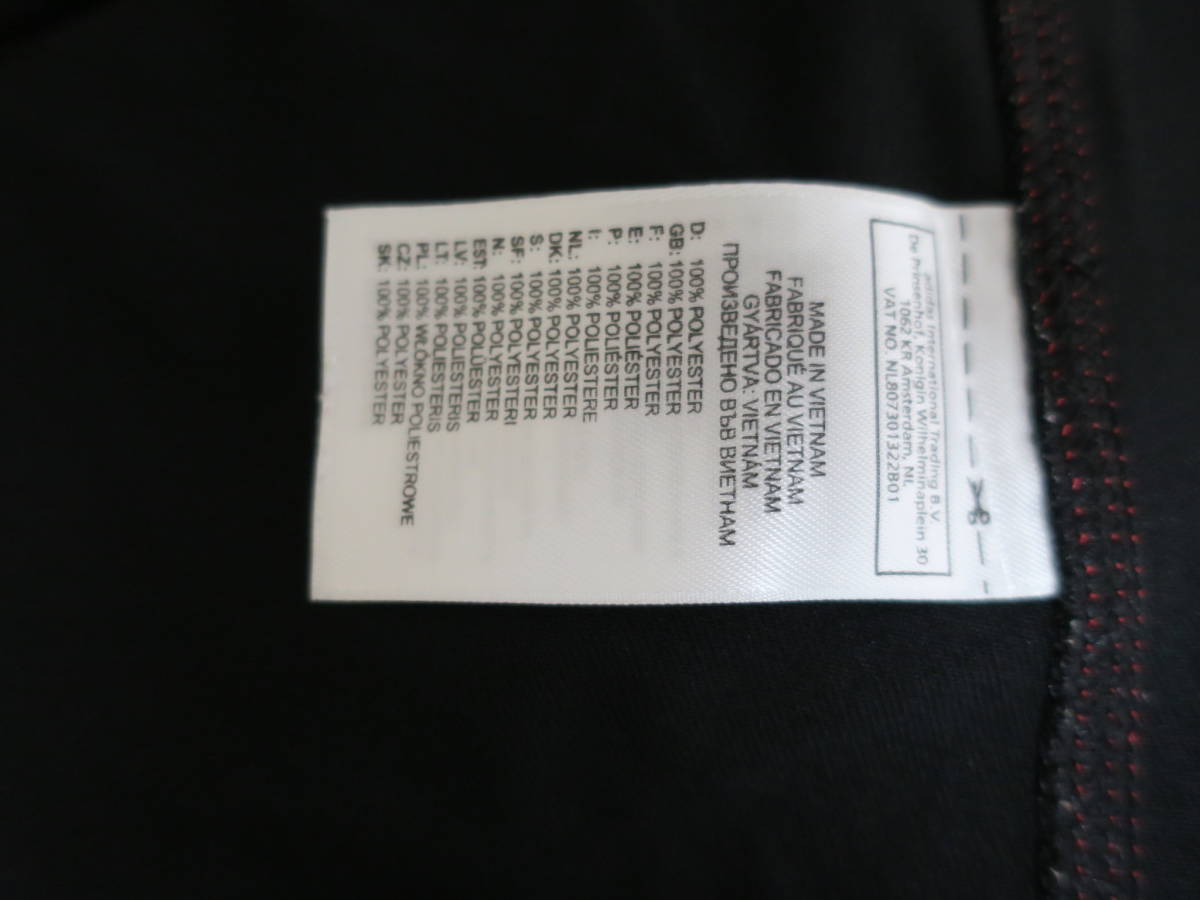 adidas International Trading B.V.
De Prinsenhof, Konigin Wilhelminaplein 30
1062 KR Amsterdam, NL
VAT NO. NL807301322B01
MADE IN VIETNAM
FABRIQUÉ AU VIETNAM
FABRICADO EN VIETNAM
GYÁRTVA: VIETNÁM
ПРОИЗВЕДЕНО ВЪВ ВИЕТНАМ
D: 100% POLYESTER
GB: 100% POLYESTER
F: 100% POLYESTER
E: 100% POLIÉSTER
P: 100% POLIÉSTER
I: 100% POLIESTERE
NL: 100% POLYESTER
DK: 100% POLYESTER
S: 100% POLYESTER
SF: 100% POLYESTERI
N: 100% POLYESTER
EST: 100% POLÜESTER
LV: 100% POLIESTERIS
LT: 100% POLIESTERIS
PL: 100% WŁÓKNO POLIESTROWE
CZ: 100% POLYESTER
SK: 100% POLYESTER